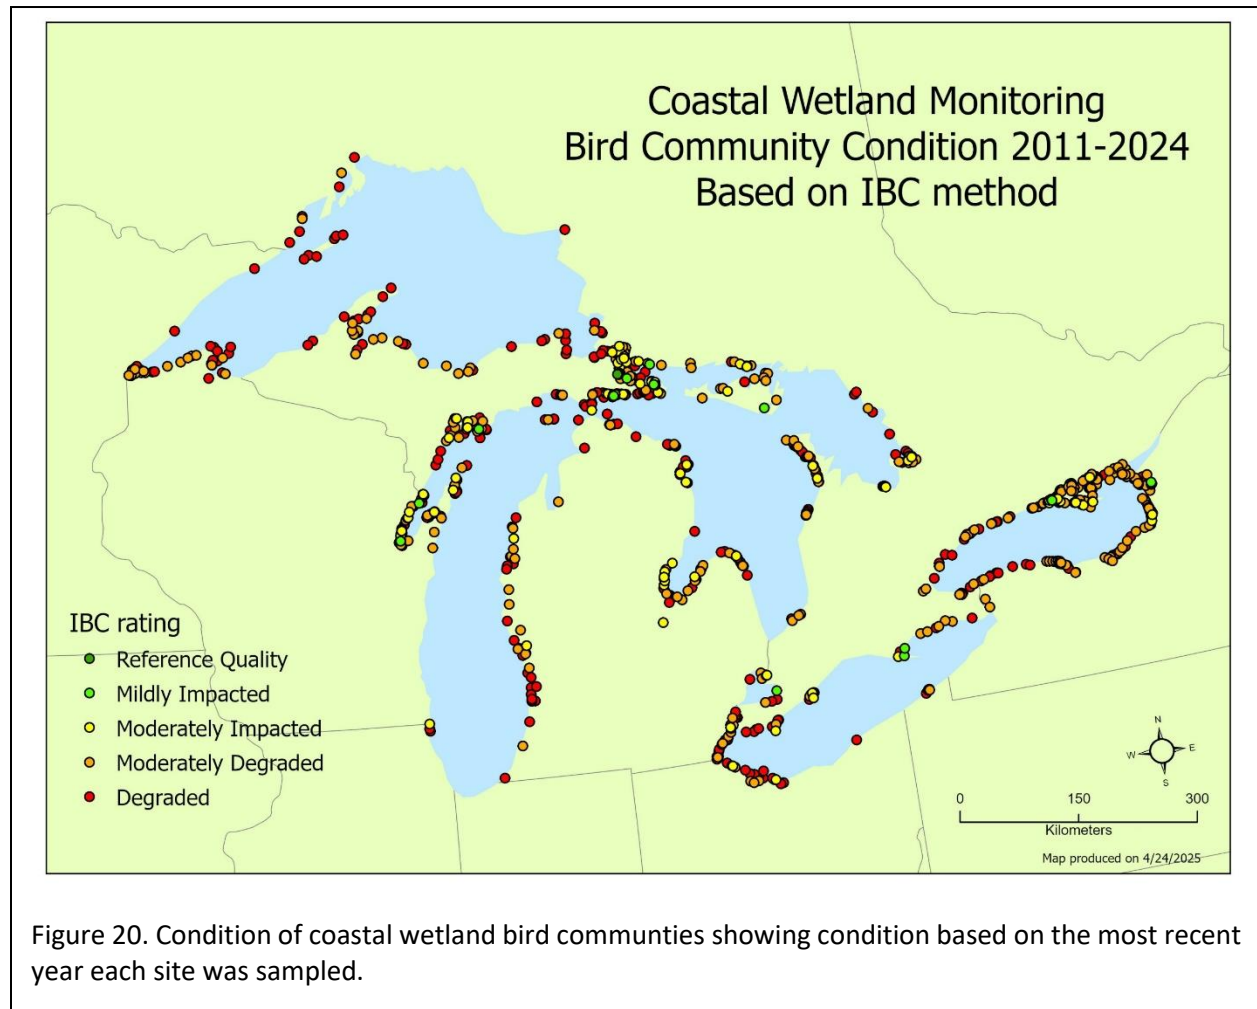 Coastal Wetland Monitoring
Bird Community Condition 2011-2024
Based on IBC method
IBC rating
Reference Quality
Mildly Impacted
Moderately Impacted
Moderately Degraded
Degraded
N
W E
S
0 150 300
Kilometers
Map produced on 4/24/2025
Figure 20. Condition of coastal wetland bird communties showing condition based on the most recent
year each site was sampled.